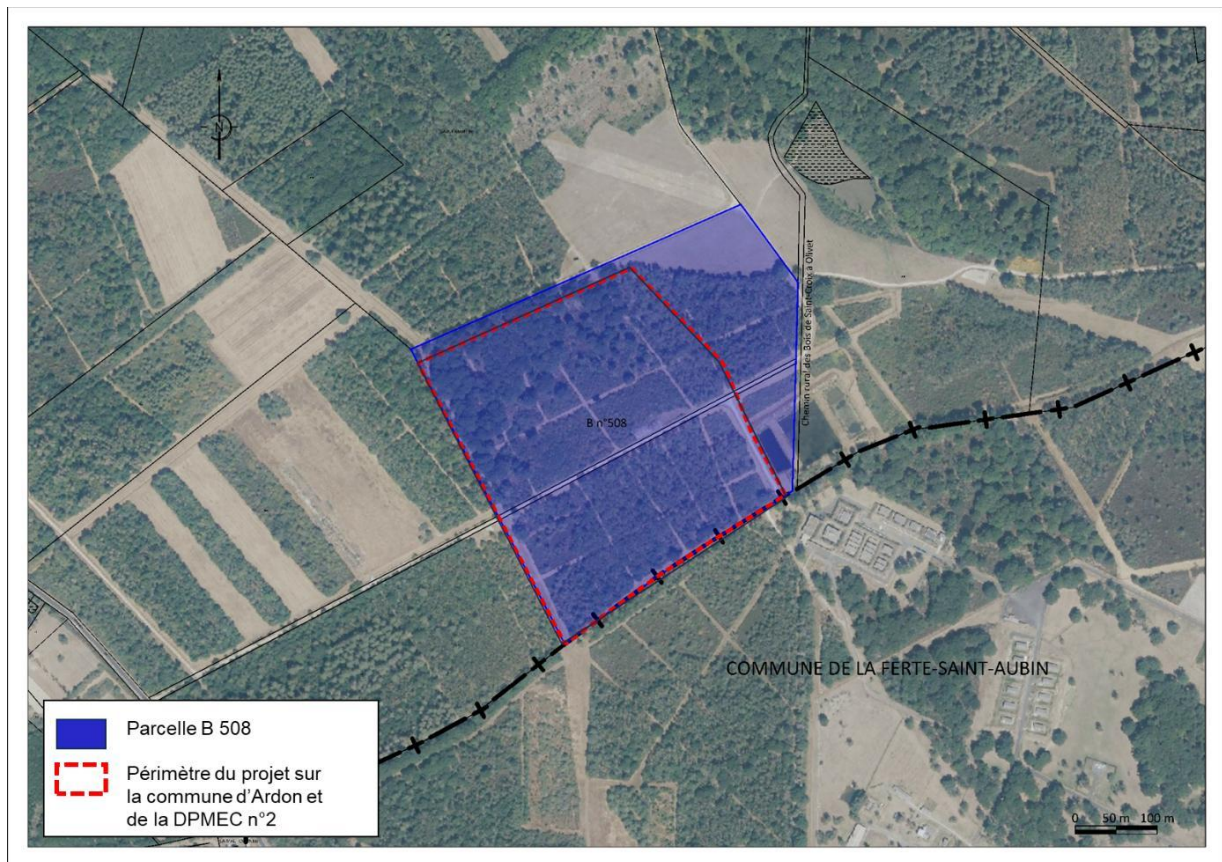 N
Chemin rural des Bois de Saint-Croix à Olivet
B n°508
COMMUNE DE LA FERTE-SAINT-AUBIN
Parcelle B 508
Périmètre du projet sur
la commune d'Ardon et
de la DPMEC n°2
0 50 m 100 m